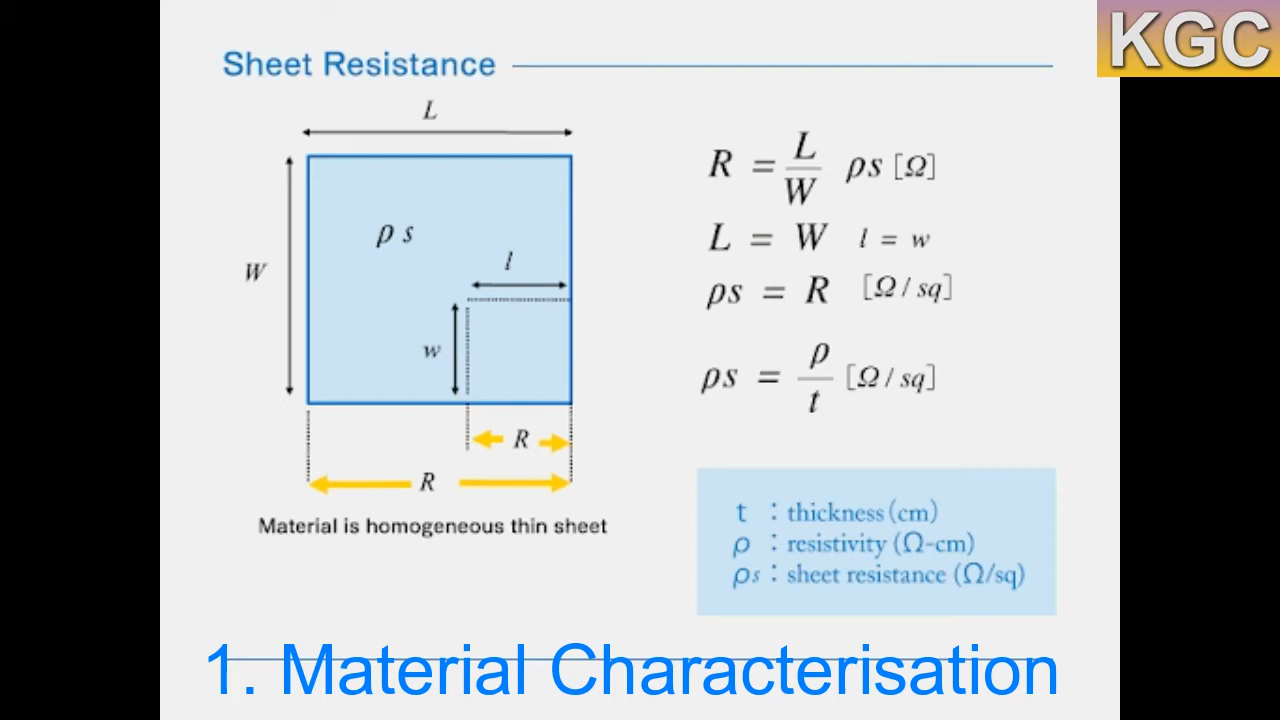 KGC
Sheet Resistance
L
W
ρ s
l
w
R
R
Material is homogeneous thin sheet
R = L/W ρs [Ω]
L = W l = w
ρs = R [Ω / sq]
ρs = ρ/t [Ω / sq]
t : thickness (cm)
ρ : resistivity (Ω-cm)
ρs : sheet resistance (Ω/sq)
1. Material Characterisation